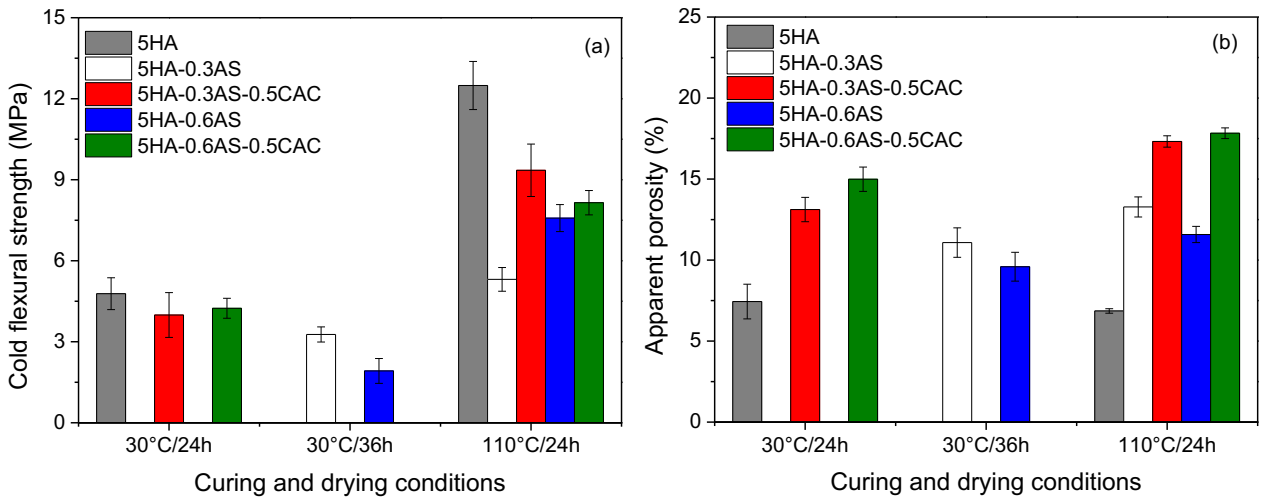 (a)
Cold flexural strength (MPa)
15
12
9
6
3
0
5HA
5HA-0.3AS
5HA-0.3AS-0.5CAC
5HA-0.6AS
5HA-0.6AS-0.5CAC
30°C/24h
30°C/36h
110°C/24h
Curing and drying conditions
(b)
Apparent porosity (%)
25
20
15
10
5
0
5HA
5HA-0.3AS
5HA-0.3AS-0.5CAC
5HA-0.6AS
5HA-0.6AS-0.5CAC
30°C/24h
30°C/36h
110°C/24h
Curing and drying conditions